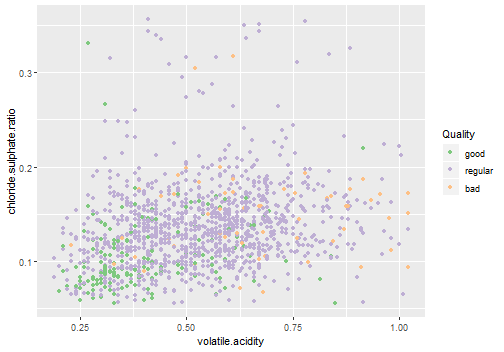 chloride.sulphate.ratio
0.3
0.2
0.1
0.25 0.50 0.75 1.00
volatile.acidity
Quality
good
regular
bad